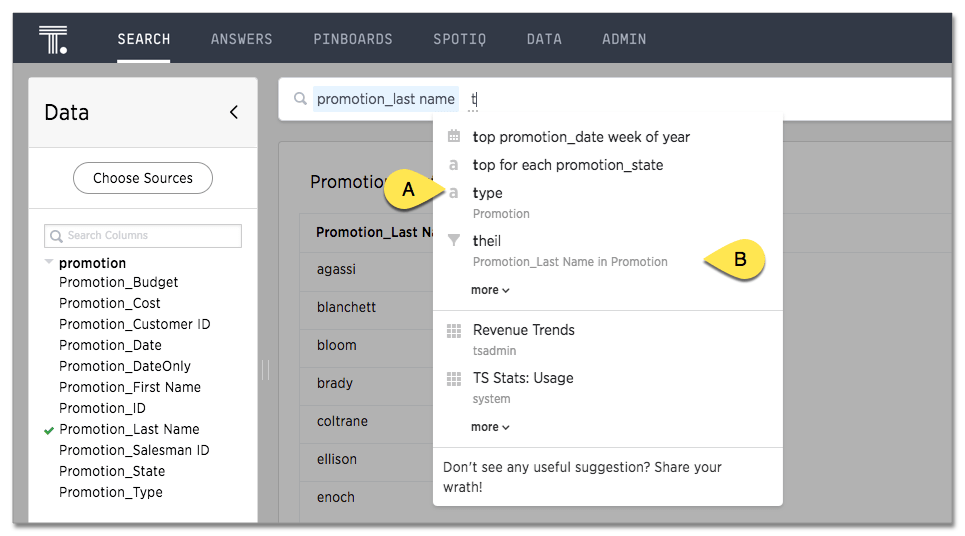 T.
SEARCH ANSWERS PINBOARDS SPOTIQ DATA ADMIN
Data
Choose Sources
Search Columns
promotion
Promotion_Budget
Promotion_Cost
Promotion_Customer ID
Promotion_Date
Promotion_DateOnly
Promotion_First Name
Promotion_ID
Promotion_Last Name
Promotion_Salesman ID
Promotion_State
Promotion_Type
promotion_last name t
top promotion_date week of year
a top for each promotion_state
a type
Promotion
theil
Promotion_Last Name in Promotion
more
Revenue Trends
tsadmin
TS Stats: Usage
system
more
Don't see any useful suggestion? Share your
wrath!
A
B
Promotion
Promotion_Last Na
agassi
blanchett
bloom
brady
coltrane
ellison
enoch